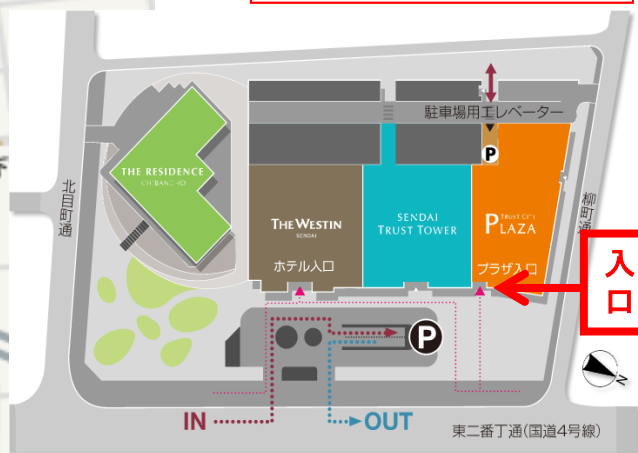 駐車場用エレベーター
P
THE RESIDENCE
ICHIBANCHO
北目町通
柳町通
THE WESTIN
SENDAI
SENDAI
TRUST TOWER
TRUST CITY
PLAZA
ホテル入口
プラザ入口
入
口
P
N
IN
OUT
東二番丁通(国道4号線)